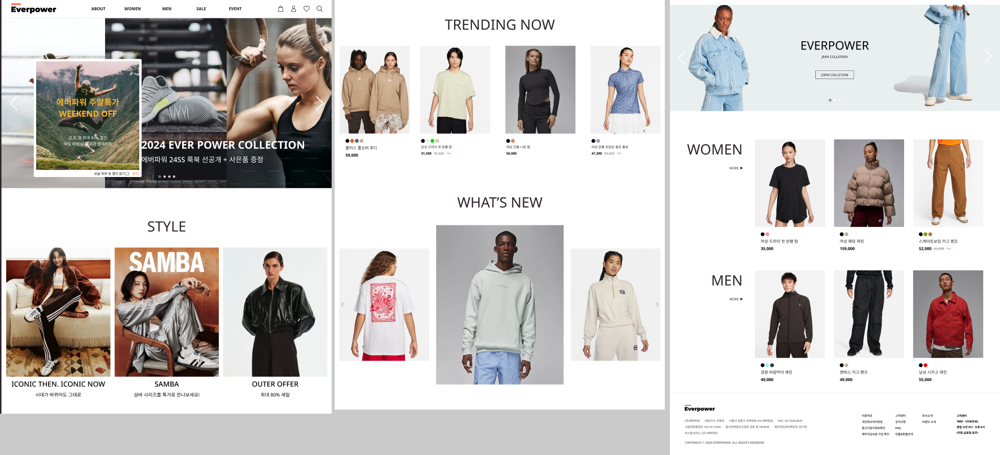 Everpower
ABOUT
WOMEN
MEN
SALE
EVENT
에버파워 주말특가
WEEKEND OFF
금,토,일 최대 80% 할인
매일 매일 상품 추가 업데이트
오늘 하루 창 열지 않기
닫기
2024 EVER POWER COLLECTION
에버파워 24SS 룩북 선공개 + 사은품 증정
STYLE
SAMBA
ICONIC THEN. ICONIC NOW
시대가 바뀌어도 그대로
SAMBA
삼바 시리즈를 특가로 만나보세요!
OUTER OFFER
최대 80% 세일
TRENDING NOW
플리스 풀오버 후디
59,000
남성 드라이 핏 반팔 탑
31,500 35,000 10%
여성 긴팔 니트 탑
50,000
여성 반팔 프린트 골프 폴로
47,200 59,000 20%
WHAT'S NEW
EVERPOWER
JEAN COLLETION
23FW COLLETION
WOMEN
MORE ▶
여성 드라이 핏 반팔 탑
35,000
여성 패딩 재킷
159,000
스케이트보딩 카고 팬츠
52,000 65,000 20%
MEN
MORE ▶
경량 바람막이 재킷
49,000
캔버스 카고 팬츠
49,000
남성 시카고 재킷
55,000
Everpower
(주)에버파워 대표이사: 조혜진 서울시 강동구 새싹대로 415 에버빌딩 FAX : 02-1234-5678
사업자등록번호 123-12-12345 통신판매업신고번호 강동 제 12345호 개인정보관리책임자: 진가영
호스팅서비스: (주) 에버파워
COPYRIGHT © 2024 EVERPOWER. ALL RIGHTS RESERVED
이용약관
개인정보처리방침
통신사업자정보확인
채무지급보증 가입 확인
고객센터
공지사항
FAQ
반품&환불안내
회사소개
브랜드 소개
고객센터
1800 - 1234(유료)
평일 오전 9시 - 오후 6시
(주말,공휴일 휴무)